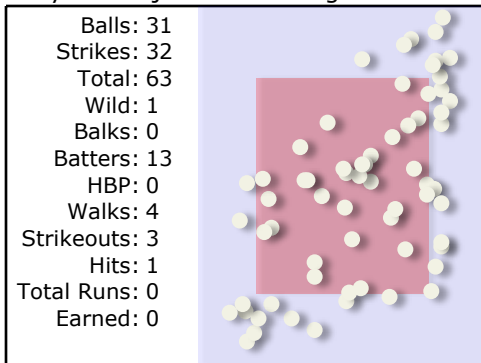 Balls: 31
Strikes: 32
Total: 63
Wild: 1
Balks: 0
Batters: 13
HBP: 0
Walks: 4
Strikeouts: 3
Hits: 1
Total Runs: 0
Earned: 0